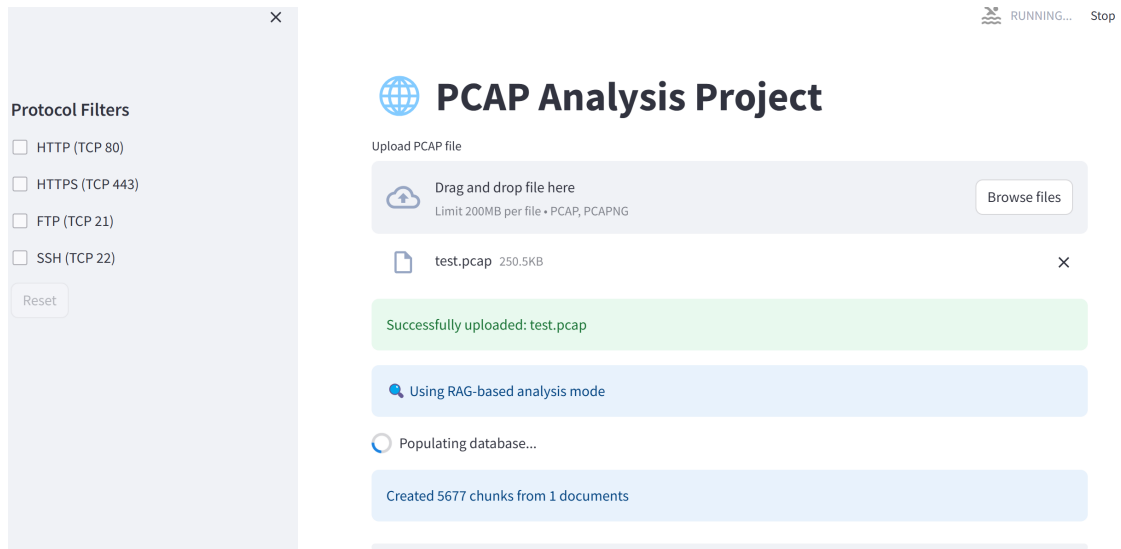 RUNNING...
Stop
Protocol Filters
HTTP (TCP 80)
HTTPS (TCP 443)
FTP (TCP 21)
SSH (TCP 22)
Reset
PCAP Analysis Project
Upload PCAP file
Drag and drop file here
Limit 200MB per file • PCAP, PCAPNG
Browse files
test.pcap 250.5KB
Successfully uploaded: test.pcap
Using RAG-based analysis mode
Populating database...
Created 5677 chunks from 1 documents